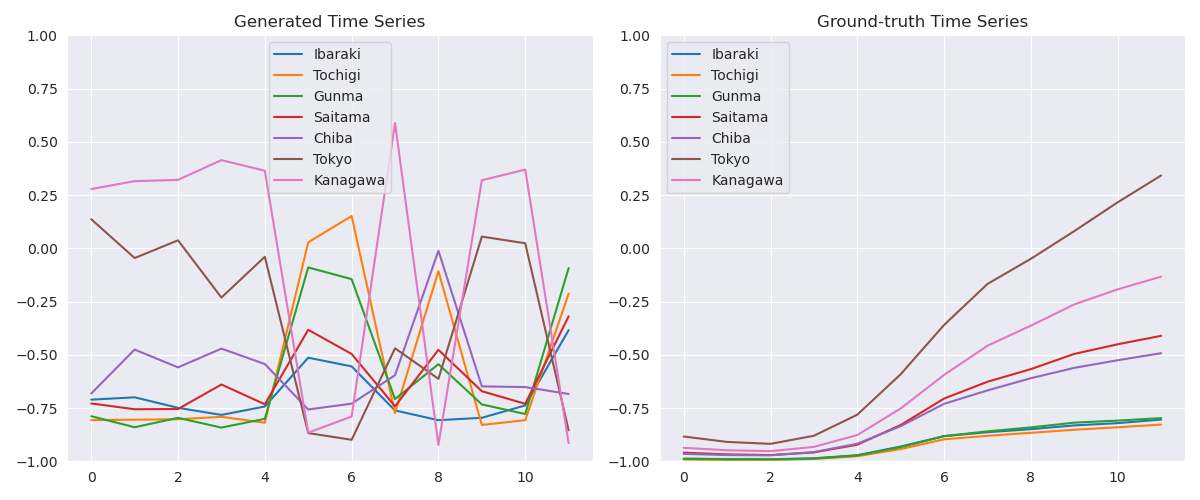 Generated Time Series
1.00
0.75
0.50
0.25
0.00
−0.25
−0.50
−0.75
−1.00
0 2 4 6 8 10
Ibaraki
Tochigi
Gunma
Saitama
Chiba
Tokyo
Kanagawa
Ground-truth Time Series
1.00
0.75
0.50
0.25
0.00
−0.25
−0.50
−0.75
−1.00
0 2 4 6 8 10
Ibaraki
Tochigi
Gunma
Saitama
Chiba
Tokyo
Kanagawa